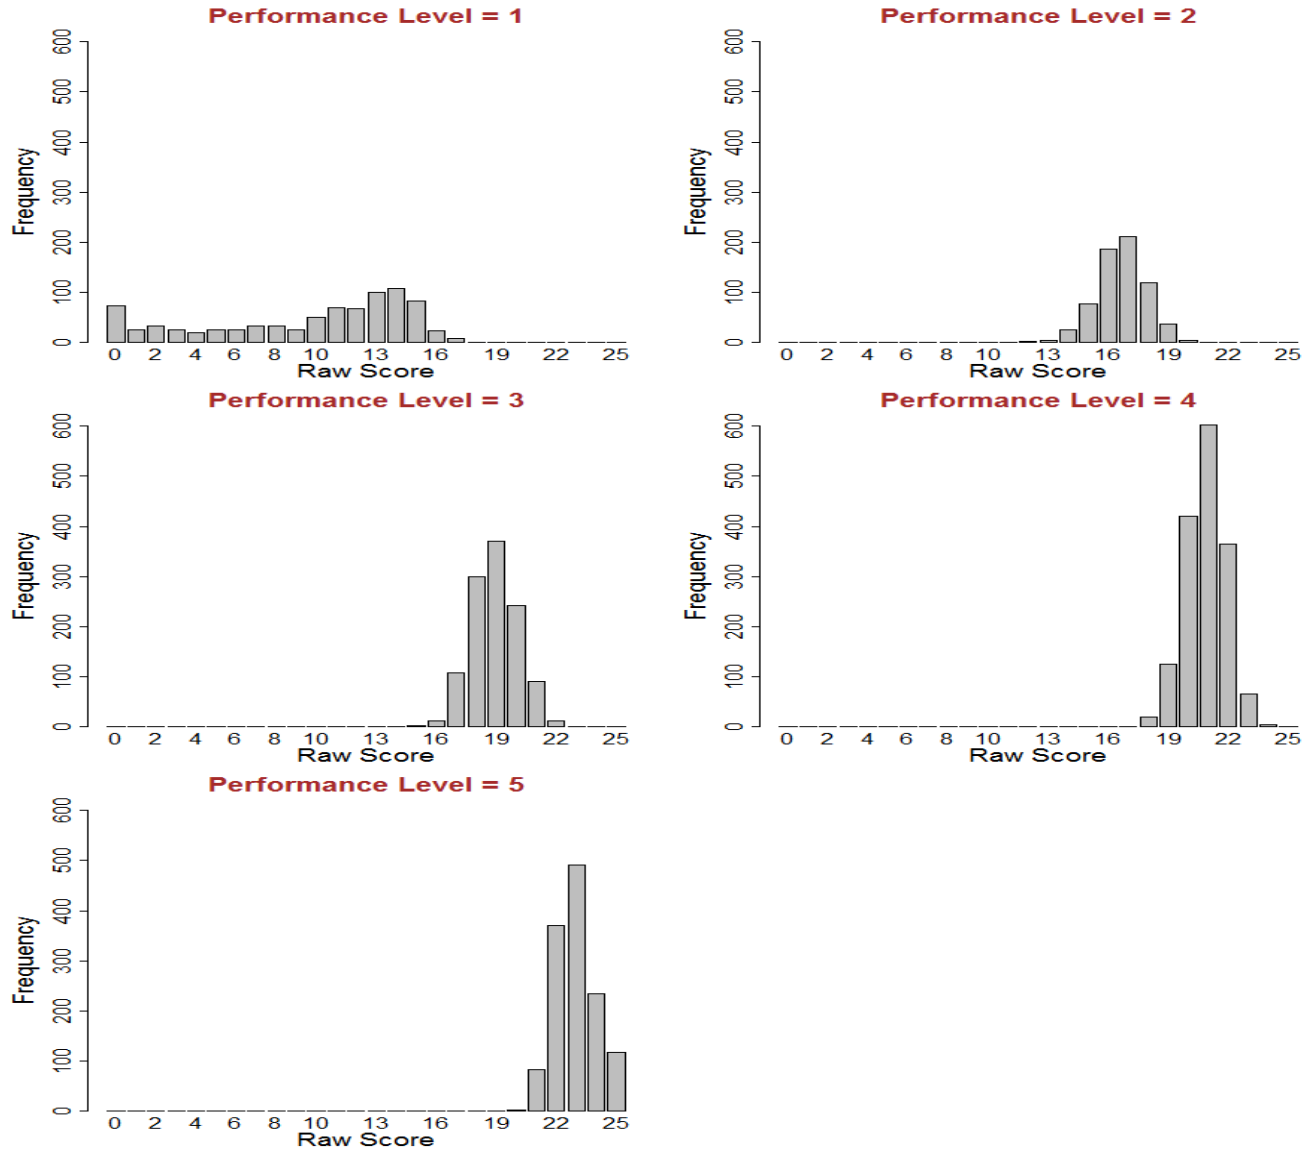 Performance Level = 1
Frequency
0 100 200 300 400 500 600
0 2 4 6 8 10 13 16 19 22 25
Raw Score
Performance Level = 2
Frequency
0 100 200 300 400 500 600
0 2 4 6 8 10 13 16 19 22 25
Raw Score
Performance Level = 3
Frequency
0 100 200 300 400 500 600
0 2 4 6 8 10 13 16 19 22 25
Raw Score
Performance Level = 4
Frequency
0 100 200 300 400 500 600
0 2 4 6 8 10 13 16 19 22 25
Raw Score
Performance Level = 5
Frequency
0 100 200 300 400 500 600
0 2 4 6 8 10 13 16 19 22 25
Raw Score